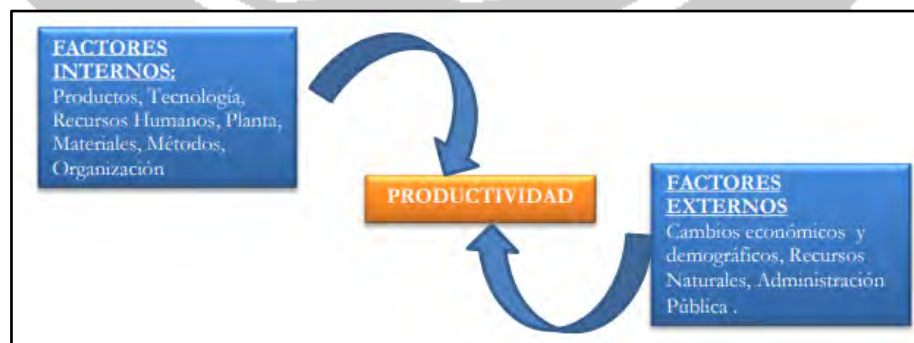 FACTORES
INTERNOS:
Productos, Tecnología,
Recursos Humanos, Planta,
Materiales, Métodos,
Organización
PRODUCTIVIDAD
FACTORES
EXTERNOS
Cambios económicos y
demográficos, Recursos
Naturales, Administración
Pública .